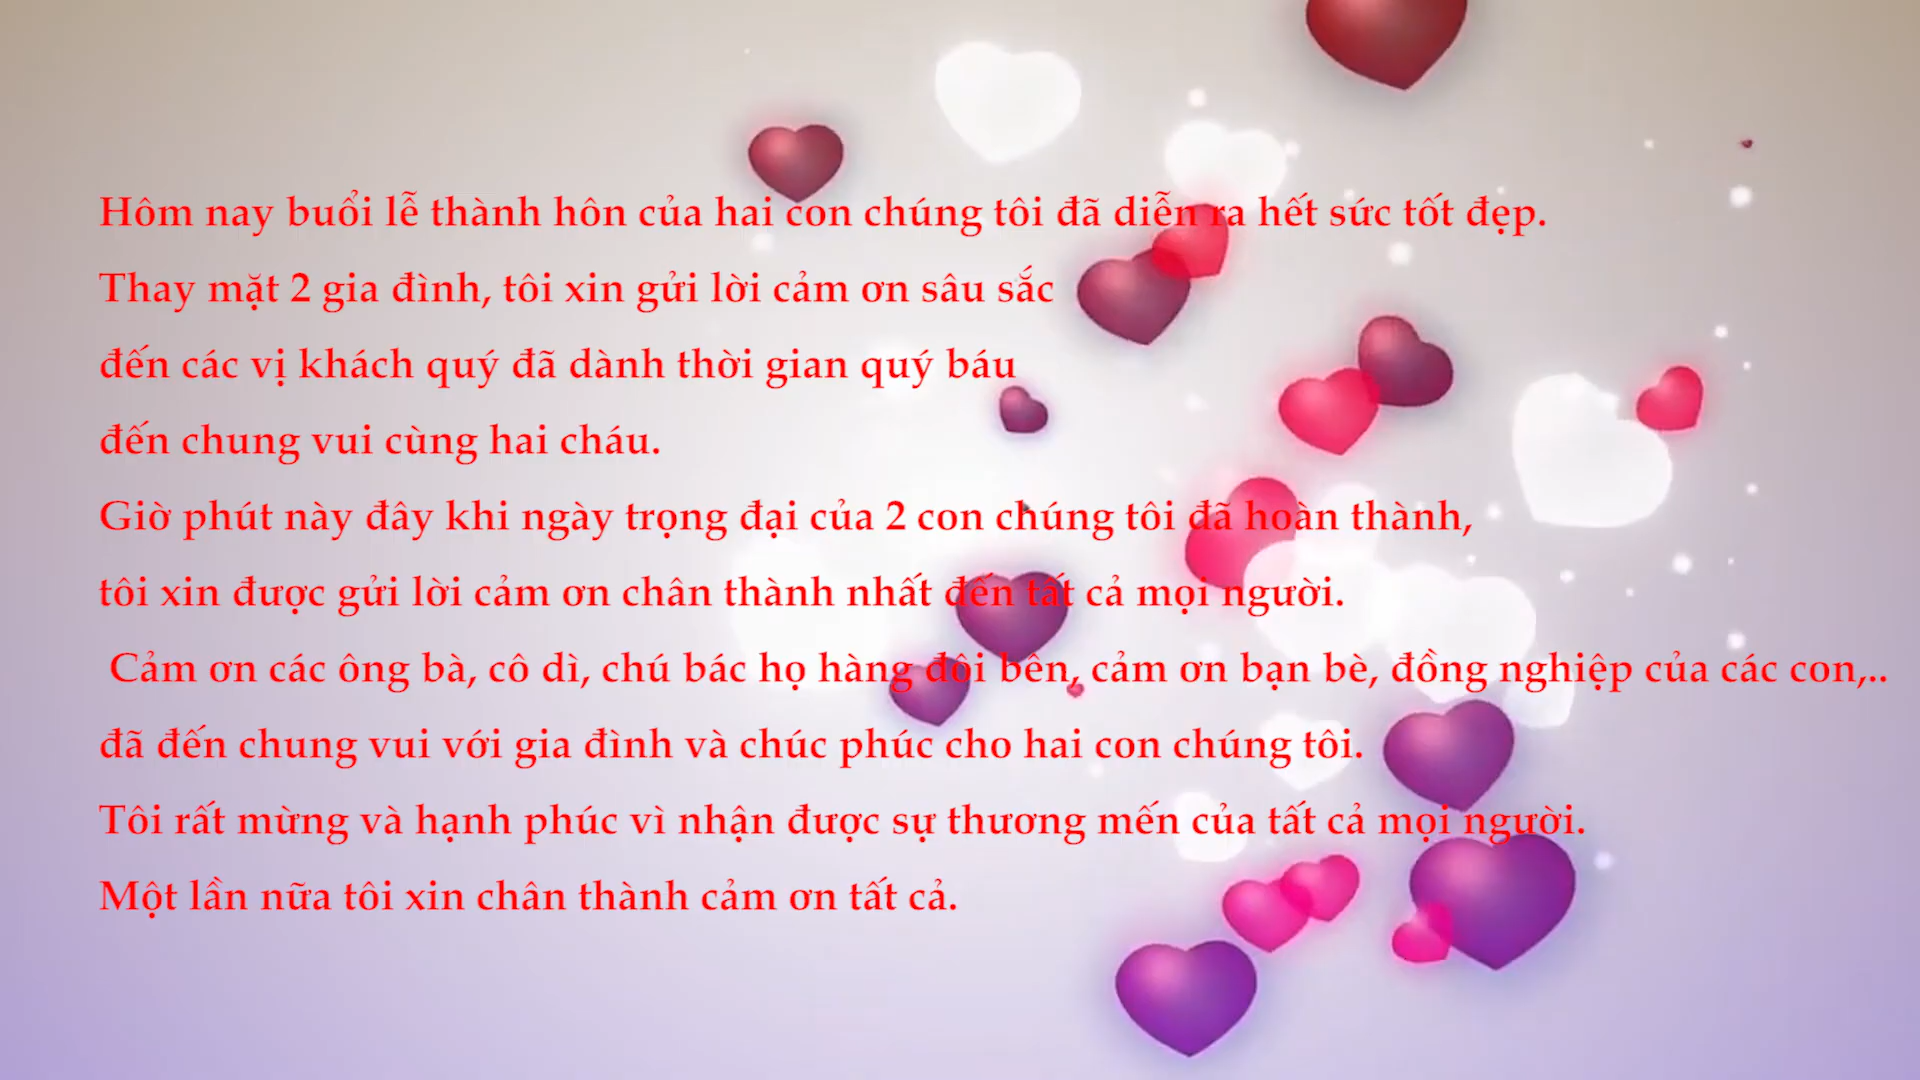 Hôm nay buổi lễ thành hôn của hai con chúng tôi đã diễn ra hết sức tốt đẹp.
Thay mặt 2 gia đình, tôi xin gửi lời cảm ơn sâu sắc
đến các vị khách quý đã dành thời gian quý báu
đến chung vui cùng hai cháu.
Giờ phút này đây khi ngày trọng đại của 2 con chúng tôi đã hoàn thành,
tôi xin được gửi lời cảm ơn chân thành nhất đến tất cả mọi người.
Cảm ơn các ông bà, cô dì, chú bác họ hàng đôi bên, cảm ơn bạn bè, đồng nghiệp của các con,..
đã đến chung vui với gia đình và chúc phúc cho hai con chúng tôi.
Tôi rất mừng và hạnh phúc vì nhận được sự thương mến của tất cả mọi người.
Một lần nữa tôi xin chân thành cảm ơn tất cả.